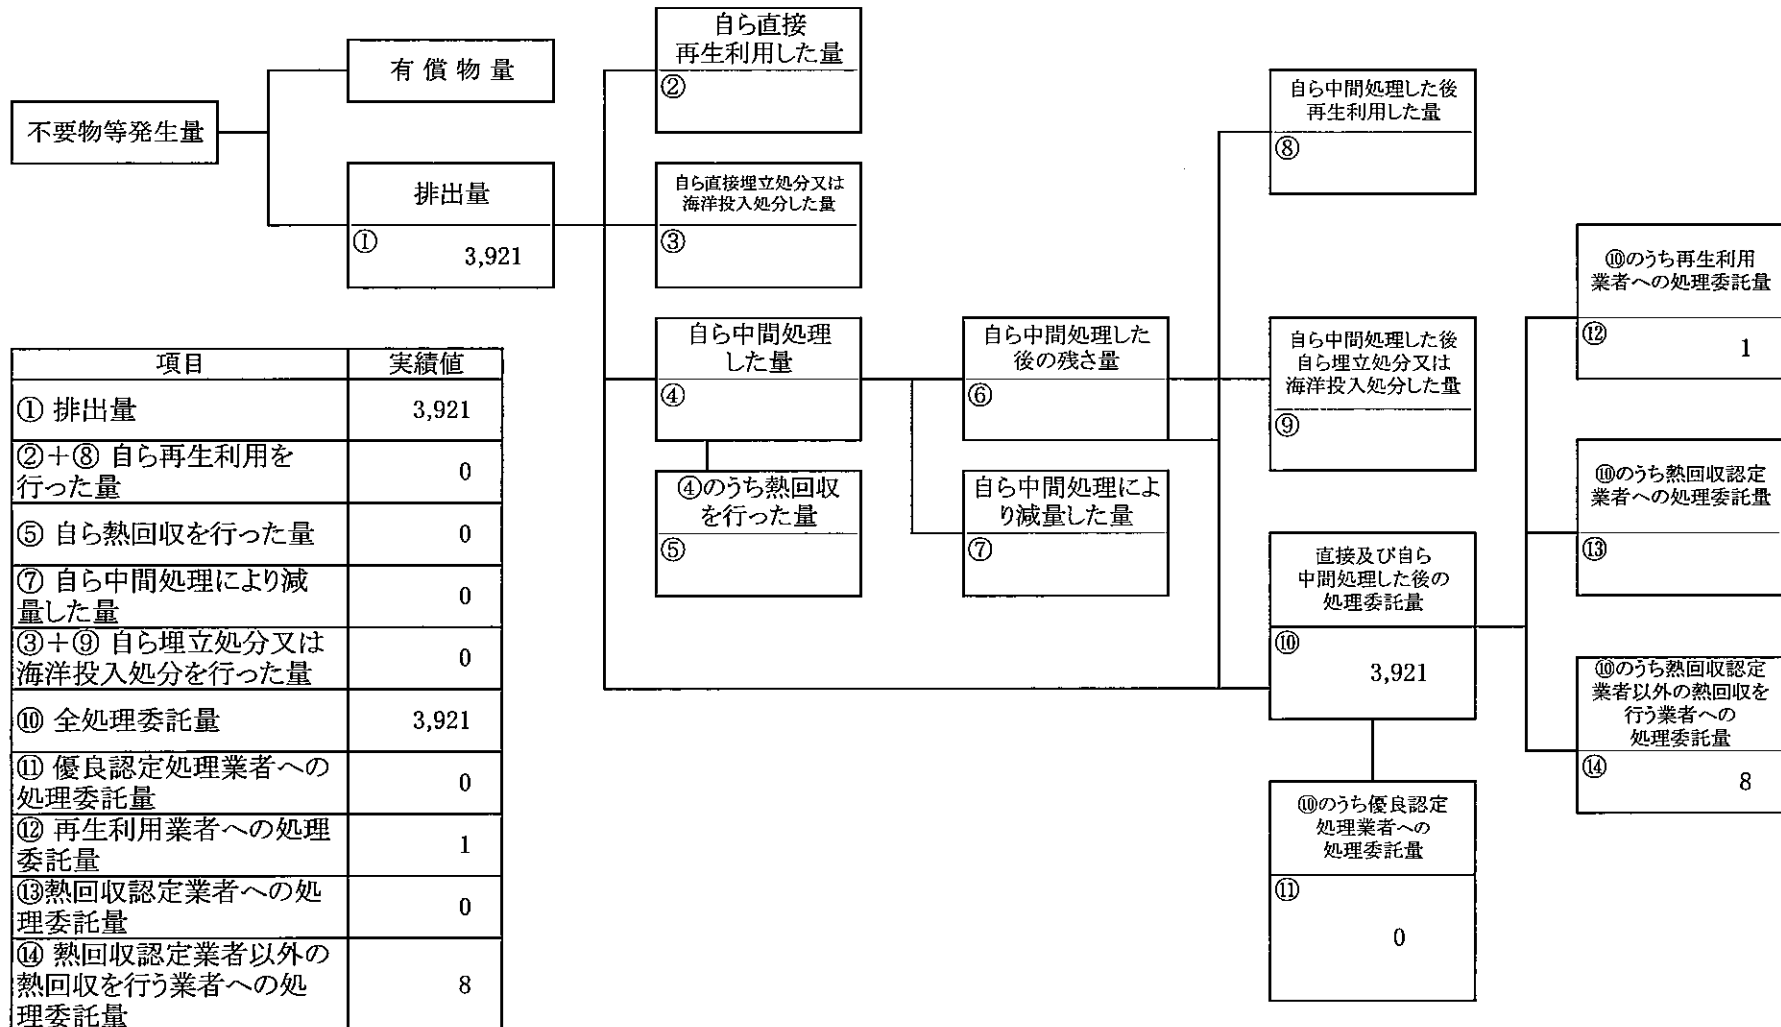 不要物等発生量
有償物量
排出量
①
3,921
自ら直接
再生利用した量
②
自ら直接埋立処分又は
海洋投入処分した量
③
自ら中間処理
した量
④
④のうち熱回収
を行った量
⑤
自ら中間処理した
後の残さ量
⑥
自ら中間処理によ
り減量した量
⑦
自ら中間処理した後
再生利用した量
⑧
自ら中間処理した後
自ら埋立処分又は
海洋投入処分した量
⑨
直接及び自ら
中間処理した後の
処理委託量
⑩
3,921
⑩のうち優良認定
処理業者への
処理委託量
⑪
0
⑩のうち再生利用
業者への処理委託量
⑫
1
⑩のうち熱回収認定
業者への処理委託量
⑬
⑩のうち熱回収認定
業者以外の熱回収を
行う業者への
処理委託量
⑭
8
項目 実績値
① 排出量 3,921
②+⑧ 自ら再生利用を
行った量 0
⑤ 自ら熱回収を行った量 0
⑦ 自ら中間処理により減
量した量 0
③+⑨ 自ら埋立処分又は
海洋投入処分を行った量 0
⑩ 全処理委託量 3,921
⑪ 優良認定処理業者への
処理委託量 0
⑫ 再生利用業者への処理
委託量 1
⑬熱回収認定業者への処
理委託量 0
⑭ 熱回収認定業者以外の
熱回収を行う業者への処
理委託量 8